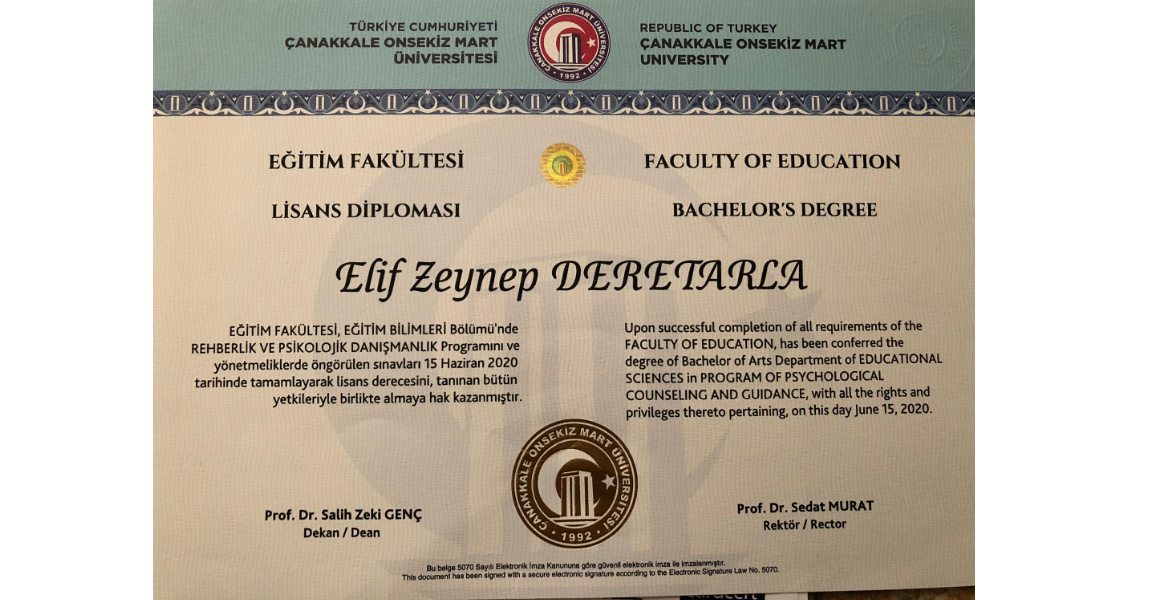 TÜRKİYE CUMHURİYETİ
ÇANAKKALE ONSEKİZ MART
ÜNİVERSİTESİ
ÇANAKKALE ONSEKİZ MART ÜNİVERSİTESİ
• 1992 •
REPUBLIC OF TURKEY
ÇANAKKALE ONSEKİZ MART
UNIVERSITY
EĞİTİM FAKÜLTESİ
FACULTY OF EDUCATION
LİSANS DİPLOMASI
BACHELOR'S DEGREE
Elif Zeynep DERETARLA
EĞİTİM FAKÜLTESİ, EĞİTİM BİLİMLERİ Bölümü'nde
REHBERLİK VE PSİKOLOJİK DANIŞMANLIK Programını ve
yönetmeliklerde öngörülen sınavları 15 Haziran 2020
tarihinde tamamlayarak lisans derecesini, tanınan bütün
yetkileriyle birlikte almaya hak kazanmıştır.
Upon successful completion of all requirements of the
FACULTY OF EDUCATION, has been conferred the
degree of Bachelor of Arts Department of EDUCATIONAL
SCIENCES in PROGRAM OF PSYCHOLOGICAL
COUNSELING AND GUIDANCE, with all the rights and
privileges thereto pertaining, on this day June 15, 2020.
ÇANAKKALE ONSEKİZ MART ÜNİVERSİTESİ
• 1992 •
Prof. Dr. Salih Zeki GENÇ
Dekan / Dean
Prof. Dr. Sedat MURAT
Rektör / Rector
Bu belge 5070 Sayılı Elektronik İmza Kanununa göre güvenli elektronik imza ile imzalanmıştır.
This document has been signed with a secure electronic signature according to the Electronic Signature Law No. 5070.